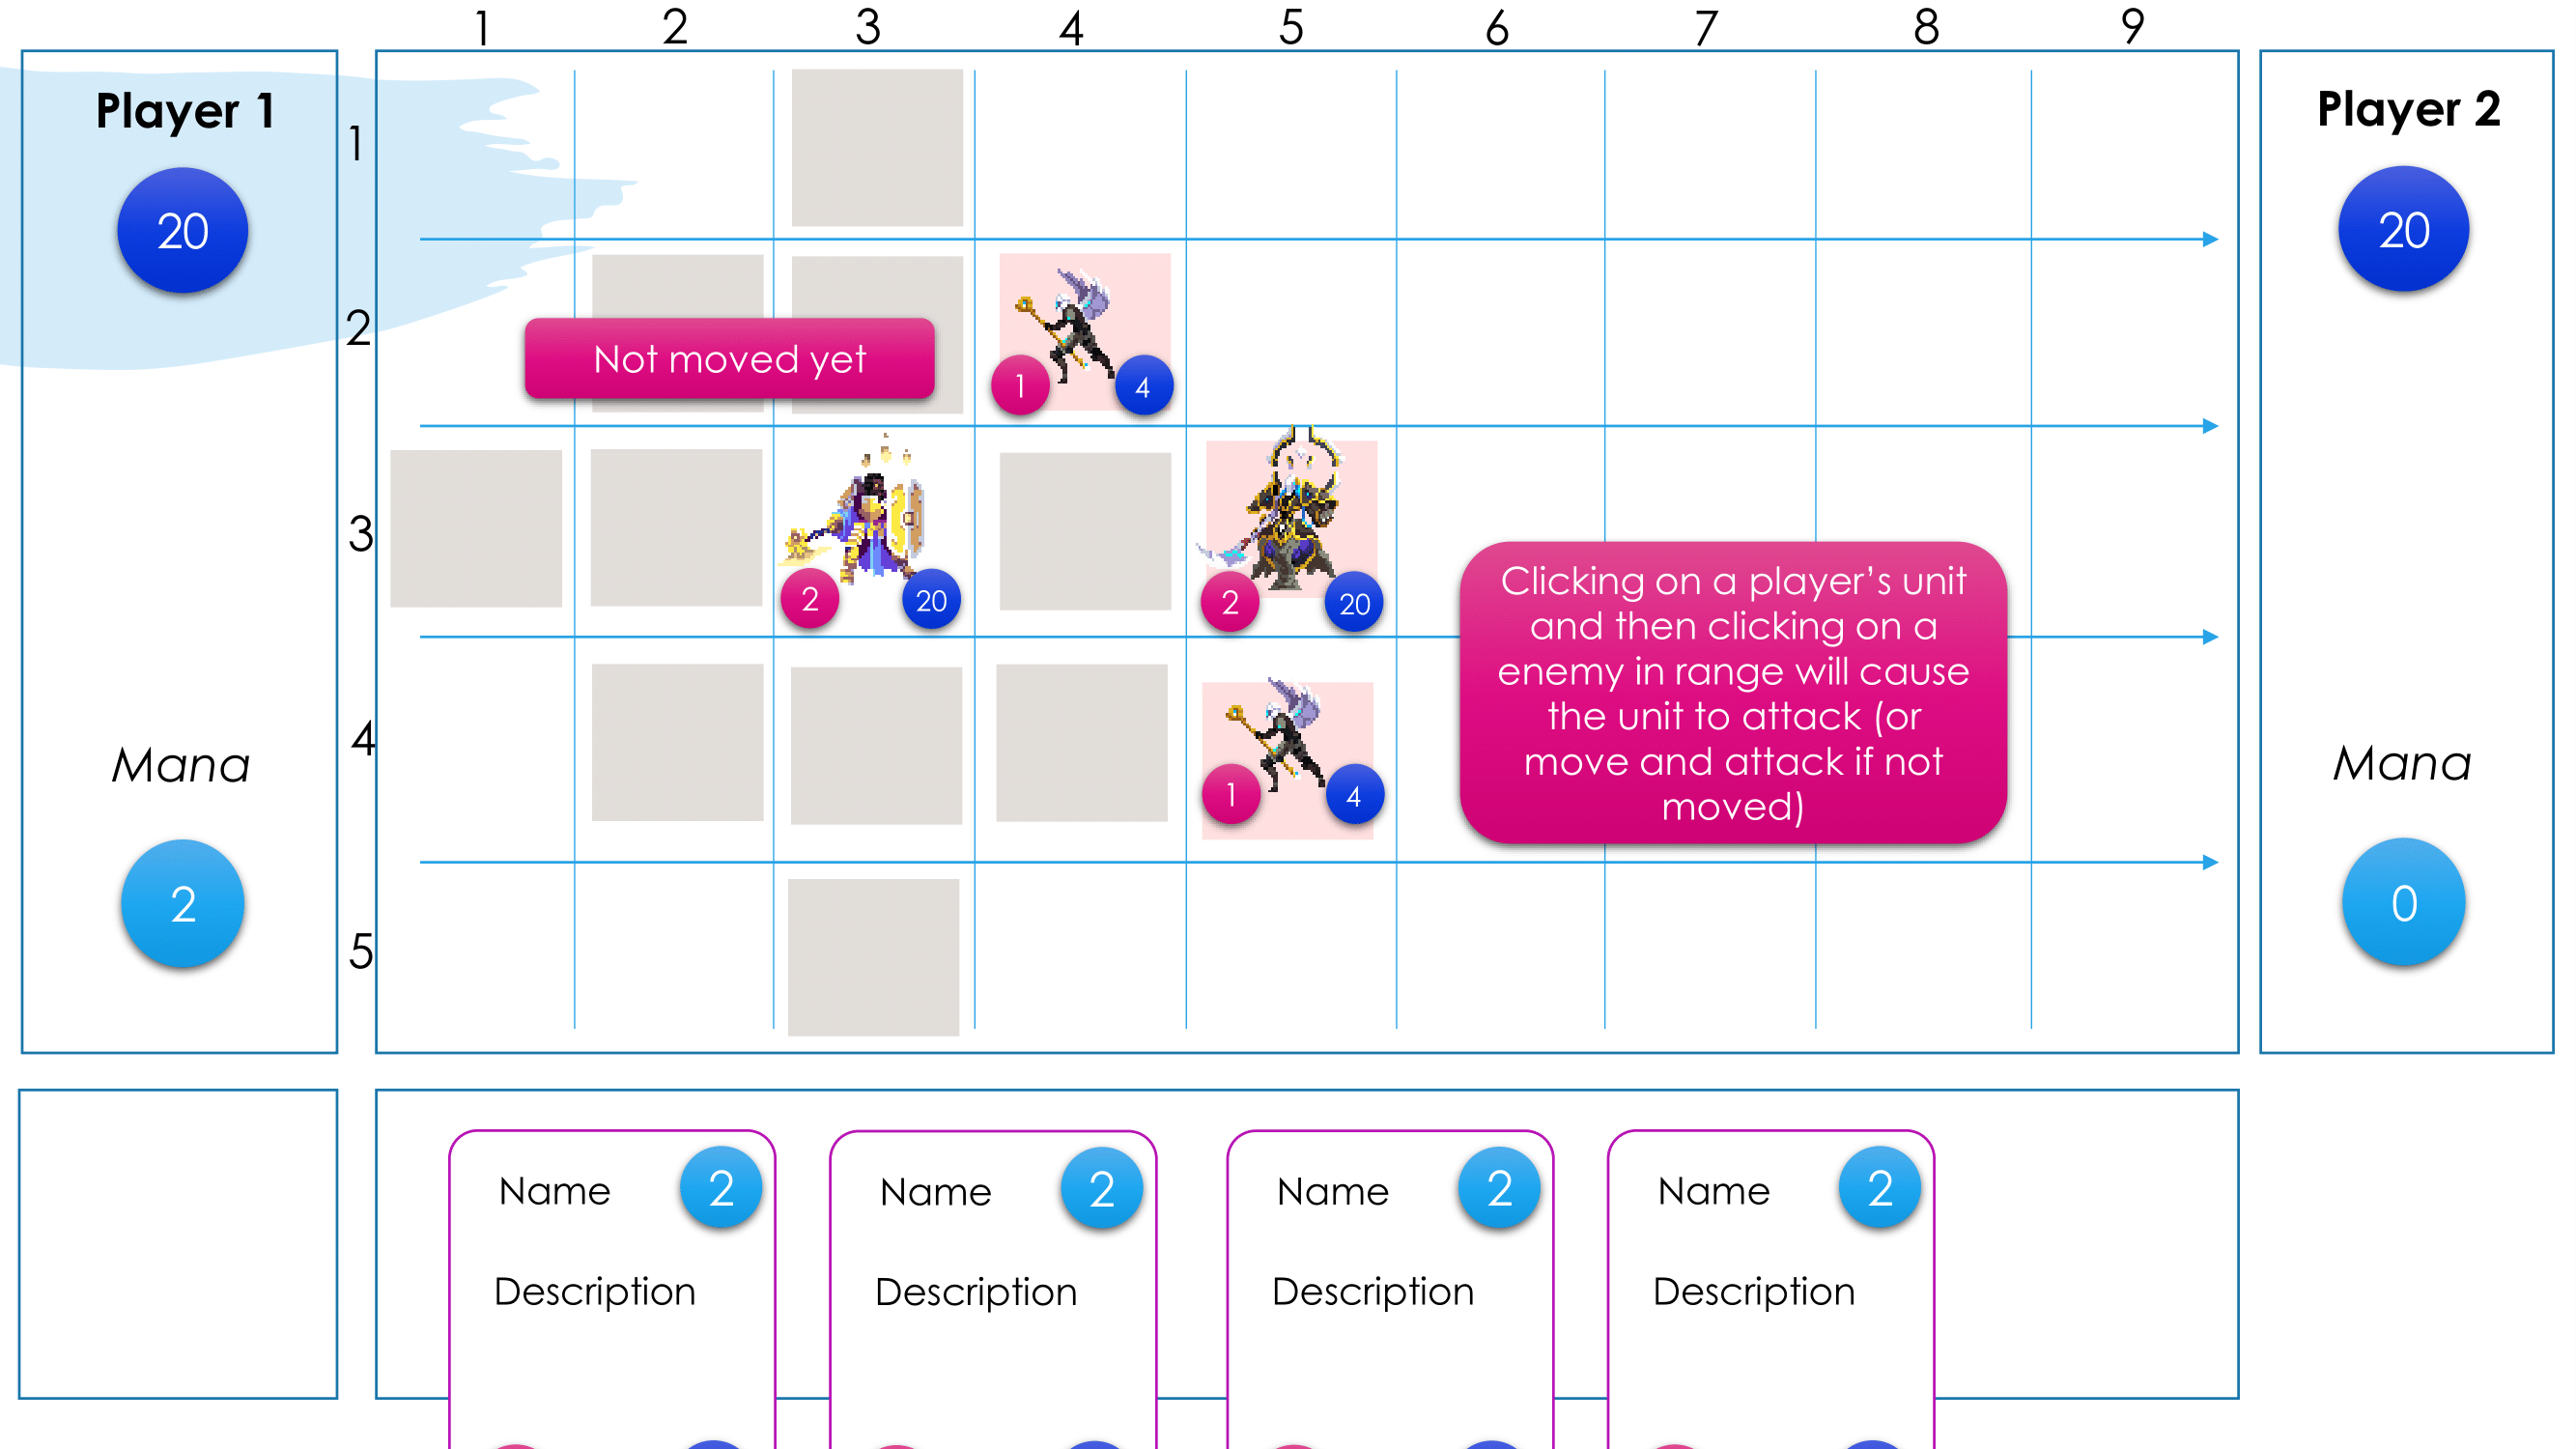 1 2 3 4 5 6 7 8 9
Player 1
20
Mana
2
Player 2
20
Mana
0
1
2
3
4
5
Not moved yet
1 4
2 20
2 20
1 4
Clicking on a player’s unit
and then clicking on a
enemy in range will cause
the unit to attack (or
move and attack if not
moved)
Name 2
Description
Name 2
Description
Name 2
Description
Name 2
Description